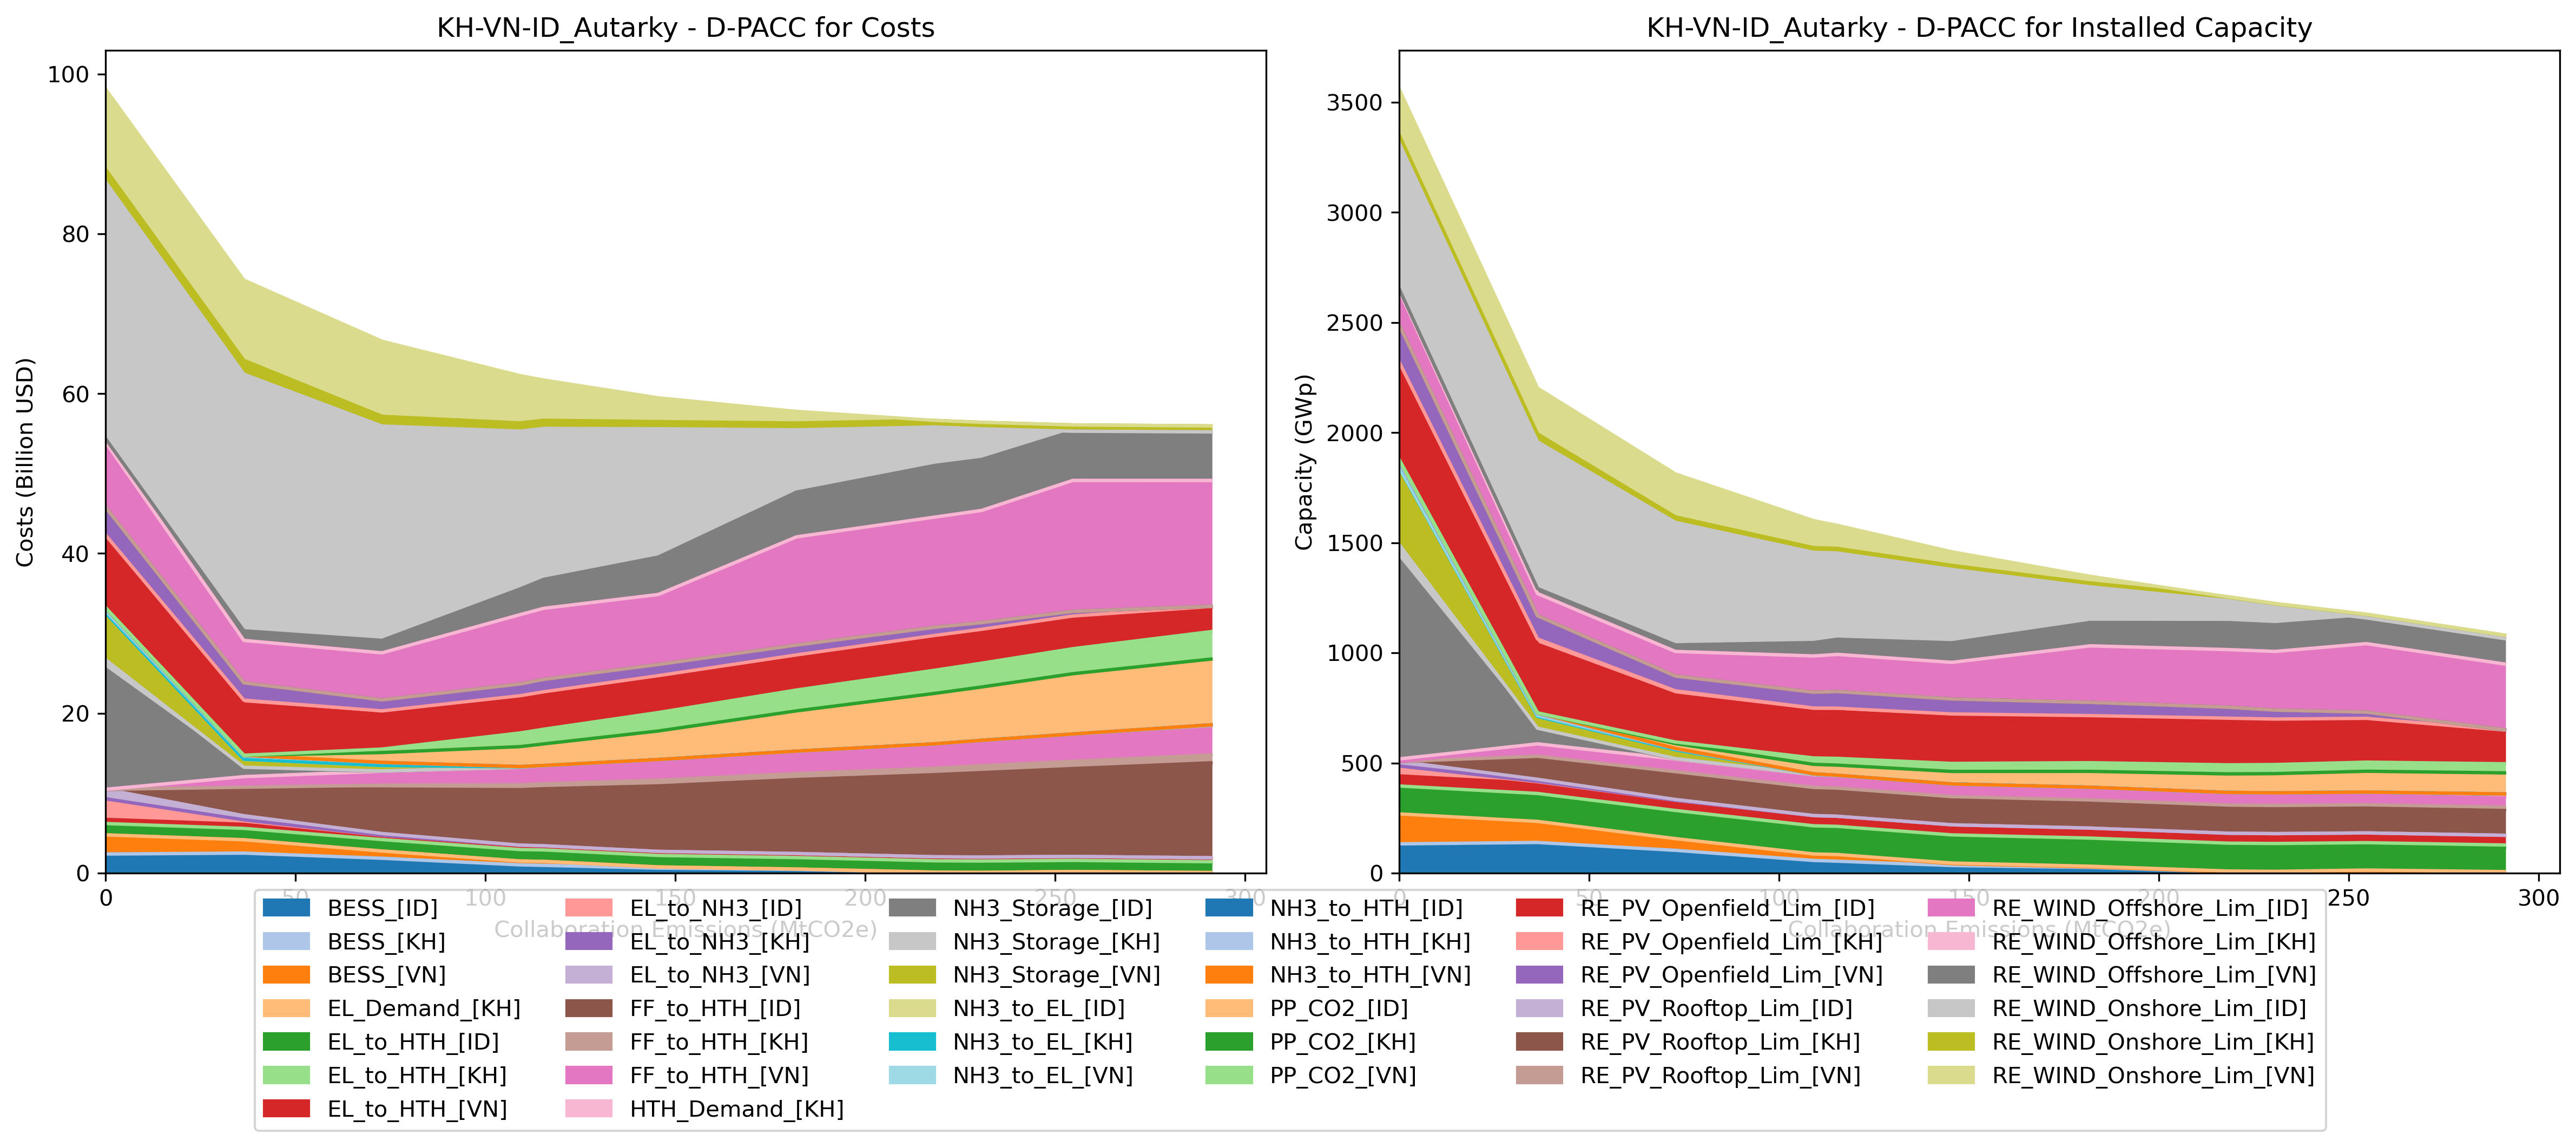 KH-VN-ID_Autarky - D-PACC for Costs
100
80
60
40
20
0
Costs (Billion USD)
0 50 100 150 200 250 300
Collaboration Emissions (MtCO2e)
KH-VN-ID_Autarky - D-PACC for Installed Capacity
3500
3000
2500
2000
1500
1000
500
0
Capacity (GWp)
0 50 100 150 200 250 300
Collaboration Emissions (MtCO2e)
BESS_[ID]
BESS_[KH]
BESS_[VN]
EL_Demand_[KH]
EL_to_HTH_[ID]
EL_to_HTH_[KH]
EL_to_HTH_[VN]
EL_to_NH3_[ID]
EL_to_NH3_[KH]
EL_to_NH3_[VN]
FF_to_HTH_[ID]
FF_to_HTH_[KH]
FF_to_HTH_[VN]
HTH_Demand_[KH]
NH3_Storage_[ID]
NH3_Storage_[KH]
NH3_Storage_[VN]
NH3_to_EL_[ID]
NH3_to_EL_[KH]
NH3_to_EL_[VN]
NH3_to_HTH_[ID]
NH3_to_HTH_[KH]
NH3_to_HTH_[VN]
PP_CO2_[ID]
PP_CO2_[KH]
PP_CO2_[VN]
RE_PV_Openfield_Lim_[ID]
RE_PV_Openfield_Lim_[KH]
RE_PV_Openfield_Lim_[VN]
RE_PV_Rooftop_Lim_[ID]
RE_PV_Rooftop_Lim_[KH]
RE_PV_Rooftop_Lim_[VN]
RE_WIND_Offshore_Lim_[ID]
RE_WIND_Offshore_Lim_[KH]
RE_WIND_Offshore_Lim_[VN]
RE_WIND_Onshore_Lim_[ID]
RE_WIND_Onshore_Lim_[KH]
RE_WIND_Onshore_Lim_[VN]